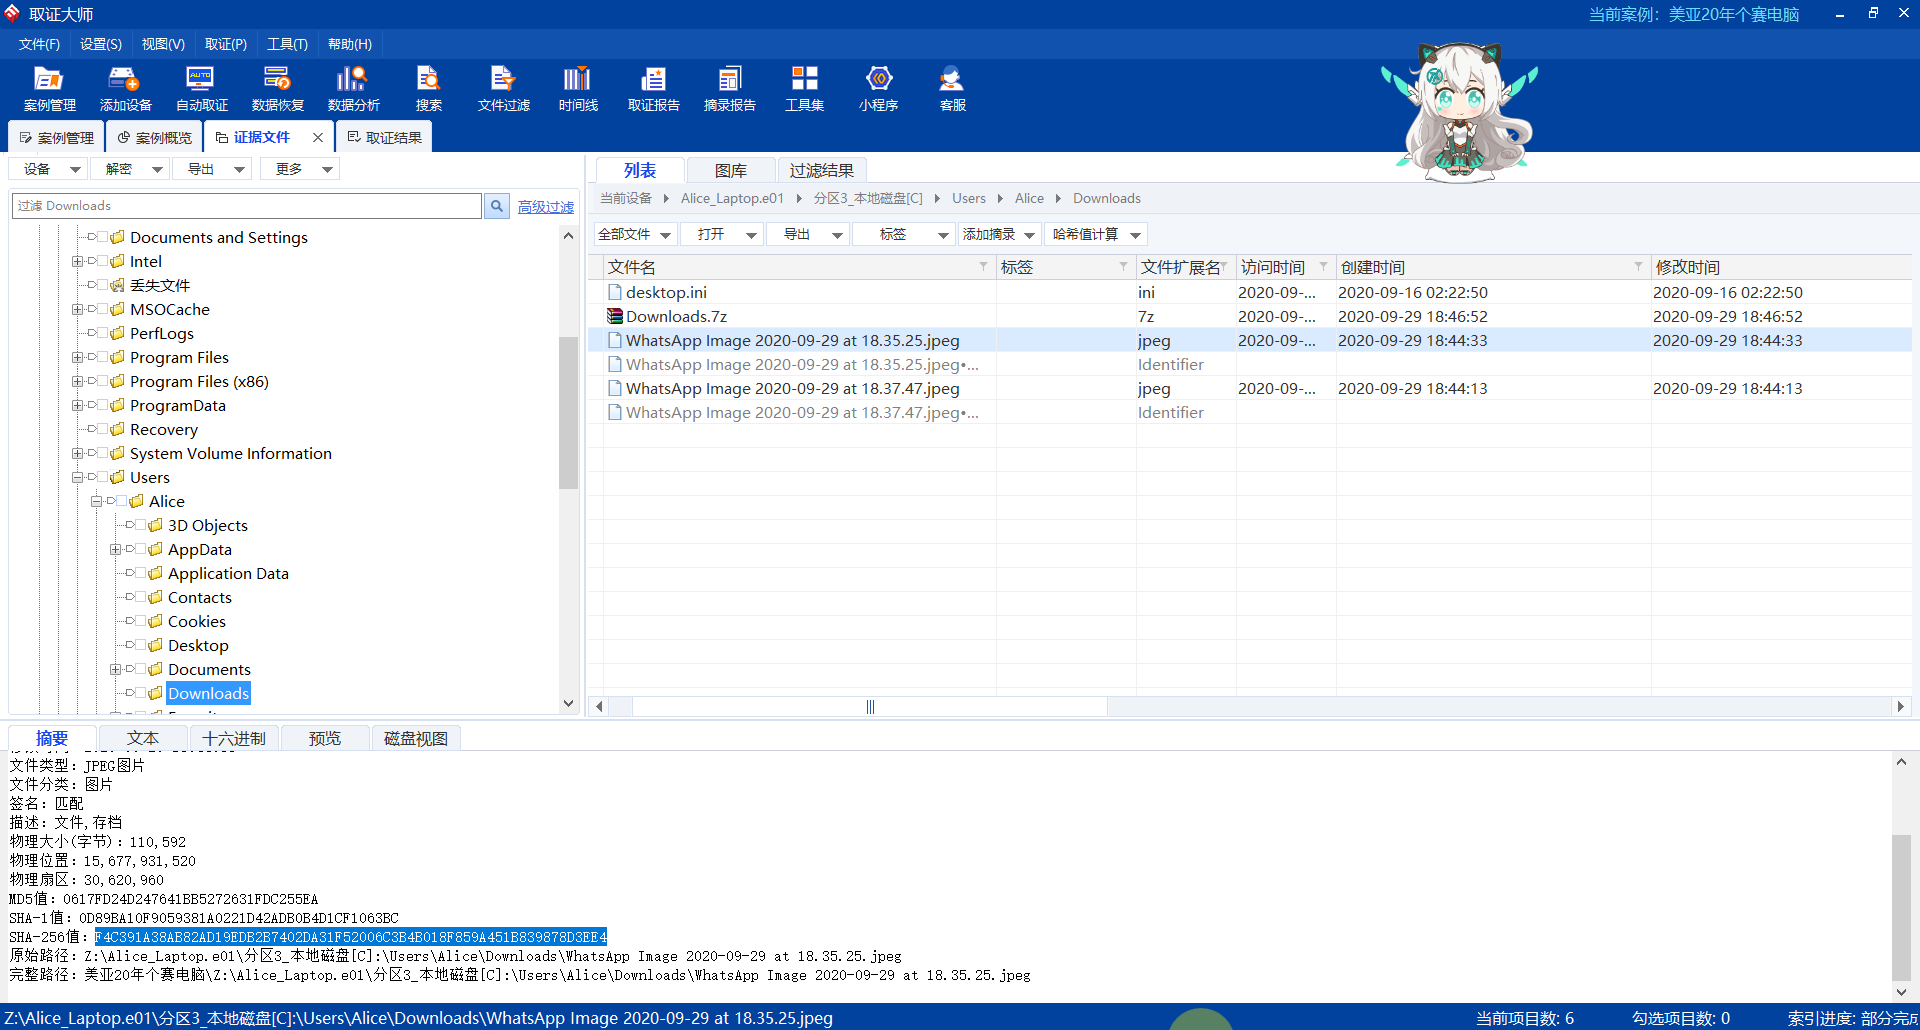 取证大师
当前案例：美亚20年个赛电脑
文件(F) 设置(S) 视图(V) 取证(P) 工具(T) 帮助(H)
案例管理 添加设备 自动取证 数据恢复 数据分析 搜索 文件过滤 时间线 取证报告 摘录报告 工具集 小程序 客服
案例管理 案例概览 证据文件 取证结果
设备 解密 导出 更多
过滤 Downloads 高级过滤
Documents and Settings
Intel
丢失文件
MSOCache
PerfLogs
Program Files
Program Files (x86)
ProgramData
Recovery
System Volume Information
Users
Alice
3D Objects
AppData
Application Data
Contacts
Cookies
Desktop
Documents
Downloads
列表 图库 过滤结果
当前设备 Alice_Laptop.e01 分区3_本地磁盘[C] Users Alice Downloads
全部文件 打开 导出 标签 添加摘录 哈希值计算
文件名 标签 文件扩展名 访问时间 创建时间 修改时间
desktop.ini ini 2020-09-... 2020-09-16 02:22:50 2020-09-16 02:22:50
Downloads.7z 7z 2020-09-... 2020-09-29 18:46:52 2020-09-29 18:46:52
WhatsApp Image 2020-09-29 at 18.35.25.jpeg jpeg 2020-09-... 2020-09-29 18:44:33 2020-09-29 18:44:33
WhatsApp Image 2020-09-29 at 18.35.25.jpeg•... Identifier
WhatsApp Image 2020-09-29 at 18.37.47.jpeg jpeg 2020-09-... 2020-09-29 18:44:13 2020-09-29 18:44:13
WhatsApp Image 2020-09-29 at 18.37.47.jpeg•... Identifier
摘要 文本 十六进制 预览 磁盘视图
文件类型：JPEG图片
文件分类：图片
签名：匹配
描述：文件,存档
物理大小(字节)：110,592
物理位置：15,677,931,520
物理扇区：30,620,960
MD5值：0617FD24D247641BB5272631FDC255EA
SHA-1值：0D89BA10F9059381A0221D42ADB0B4D1CF1063BC
SHA-256值：F4C391A38AB82AD19EDB2B7402DA31F52006C3B4B018F859A451B839878D3EE4
原始路径：Z:\Alice_Laptop.e01\分区3_本地磁盘[C]:\Users\Alice\Downloads\WhatsApp Image 2020-09-29 at 18.35.25.jpeg
完整路径：美亚20年个赛电脑\Z:\Alice_Laptop.e01\分区3_本地磁盘[C]:\Users\Alice\Downloads\WhatsApp Image 2020-09-29 at 18.35.25.jpeg
Z:\Alice_Laptop.e01\分区3_本地磁盘[C]:\Users\Alice\Downloads\WhatsApp Image 2020-09-29 at 18.35.25.jpeg
当前项目数: 6 勾选项目数: 0 索引进度: 部分完成